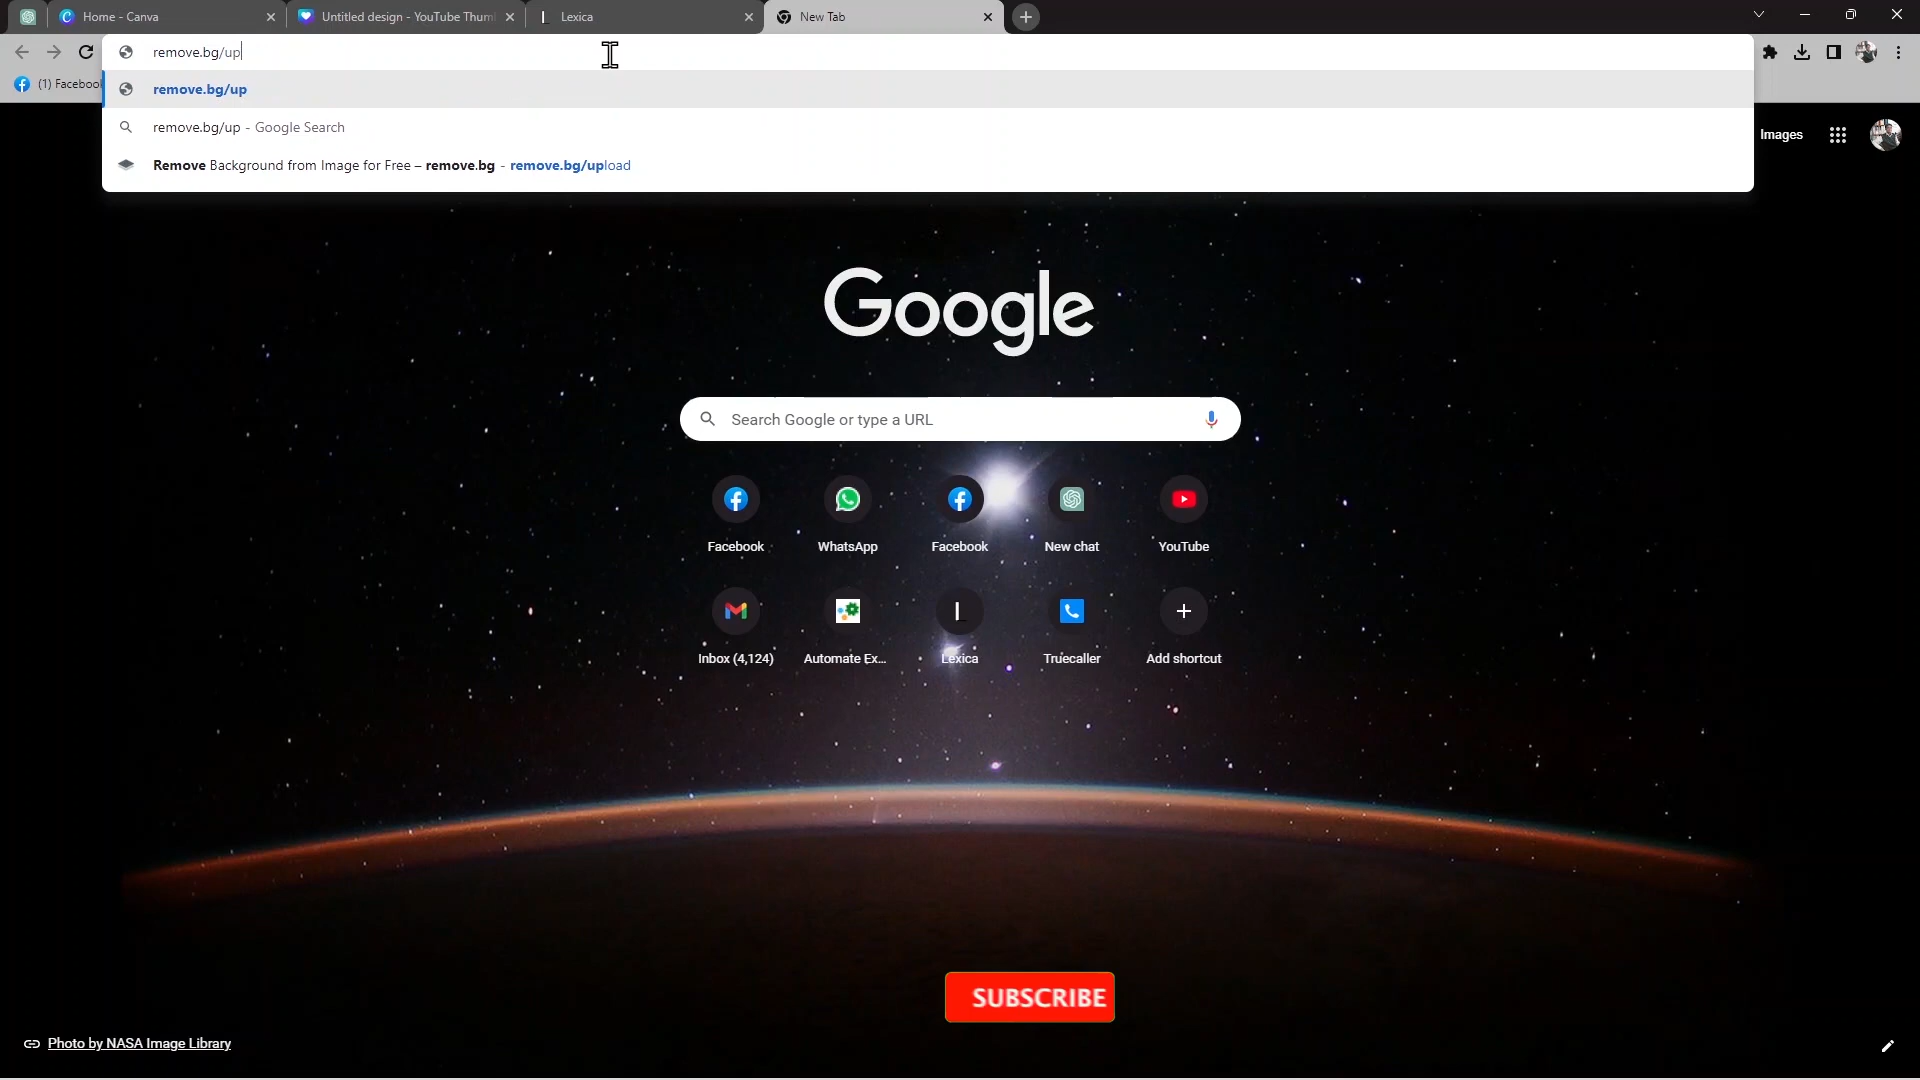 Home - Canva
Untitled design - YouTube Thum
Lexica
New Tab
remove.bg/up
(1) Facebook
remove.bg/up
remove.bg/up - Google Search
Remove Background from Image for Free – remove.bg - remove.bg/upload
Images
Google
Search Google or type a URL
Facebook
WhatsApp
Facebook
New chat
YouTube
Inbox (4,124)
Automate Ex...
Lexica
Truecaller
Add shortcut
SUBSCRIBE
Photo by NASA Image Library